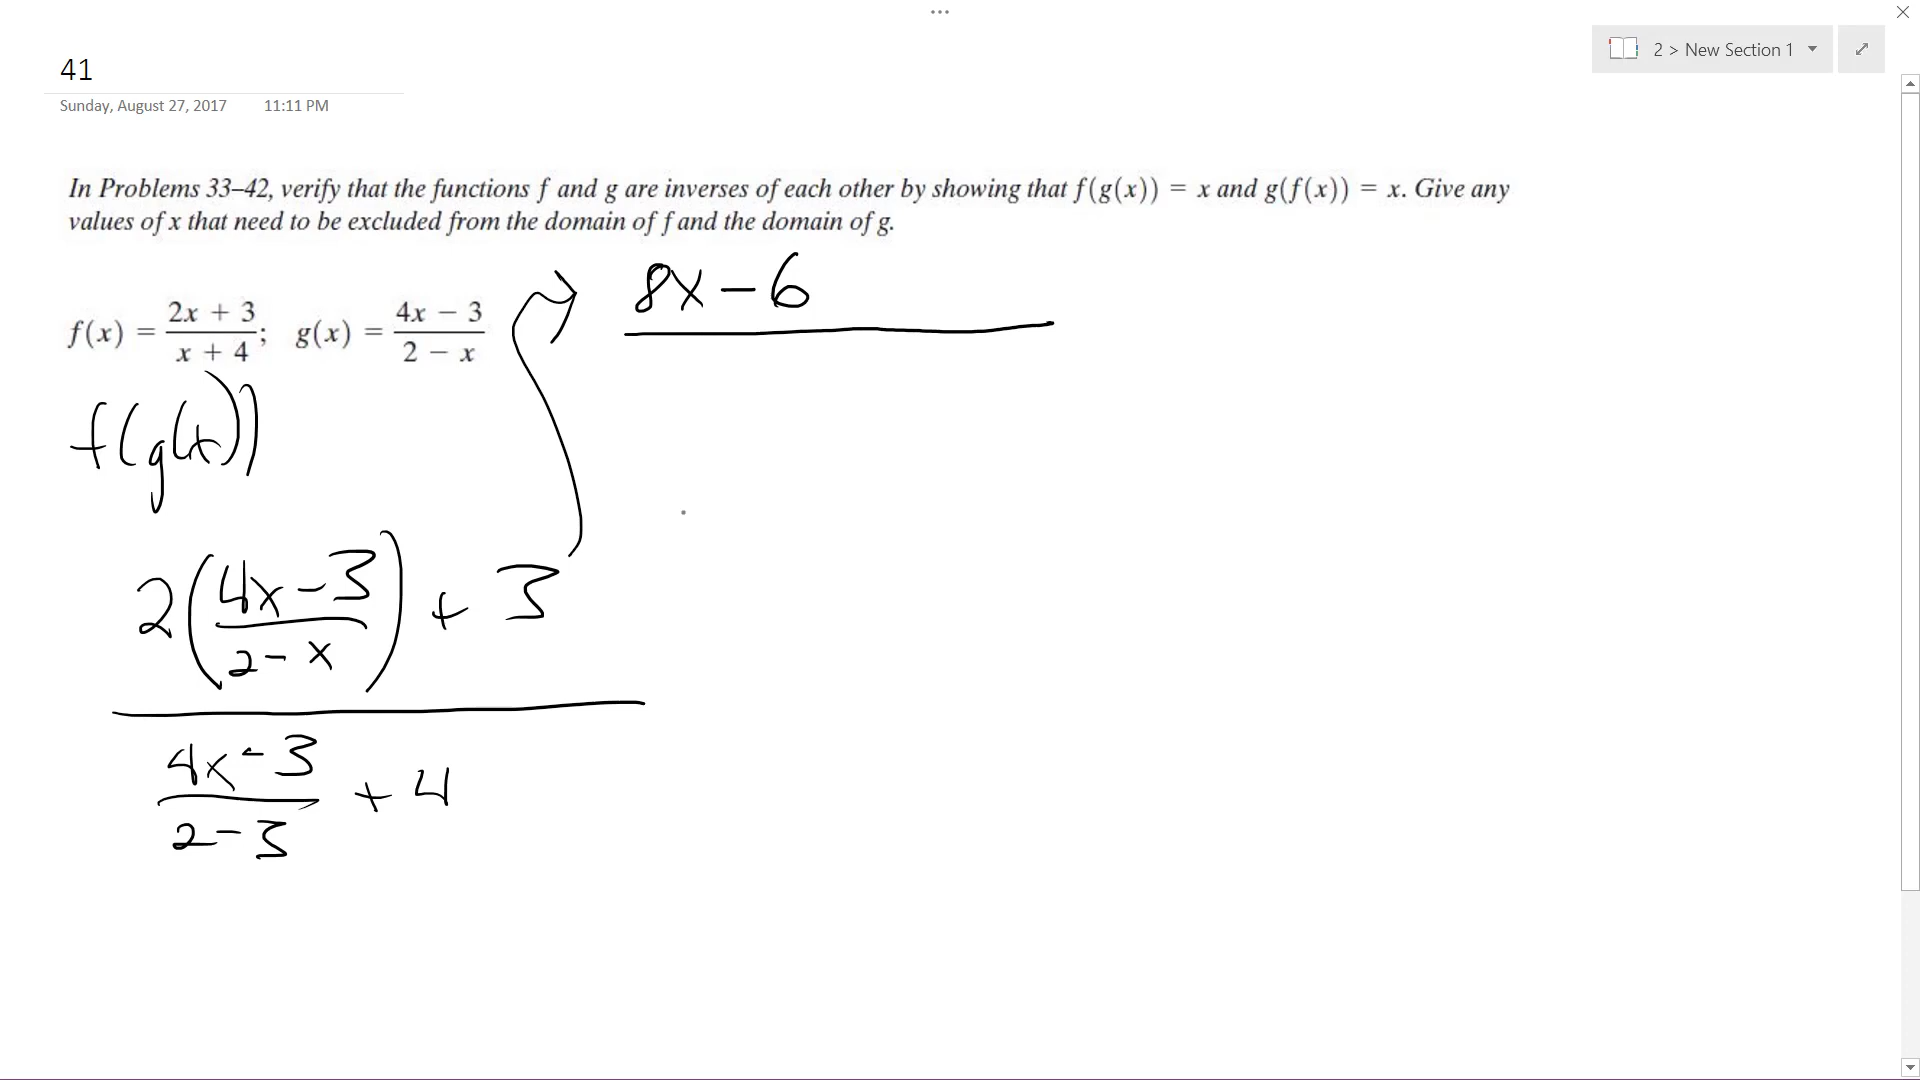 2 > New Section 1
41
Sunday, August 27, 2017 11:11 PM
In Problems 33–42, verify that the functions f and g are inverses of each other by showing that f(g(x)) = x and g(f(x)) = x. Give any
values of x that need to be excluded from the domain of f and the domain of g.
f(x) = (2x + 3)/(x + 4); g(x) = (4x − 3)/(2 − x)
8x − 6
f(g(x))
2((4x − 3)/(2 − x)) + 3
(4x − 3)/(2 − 3) + 4